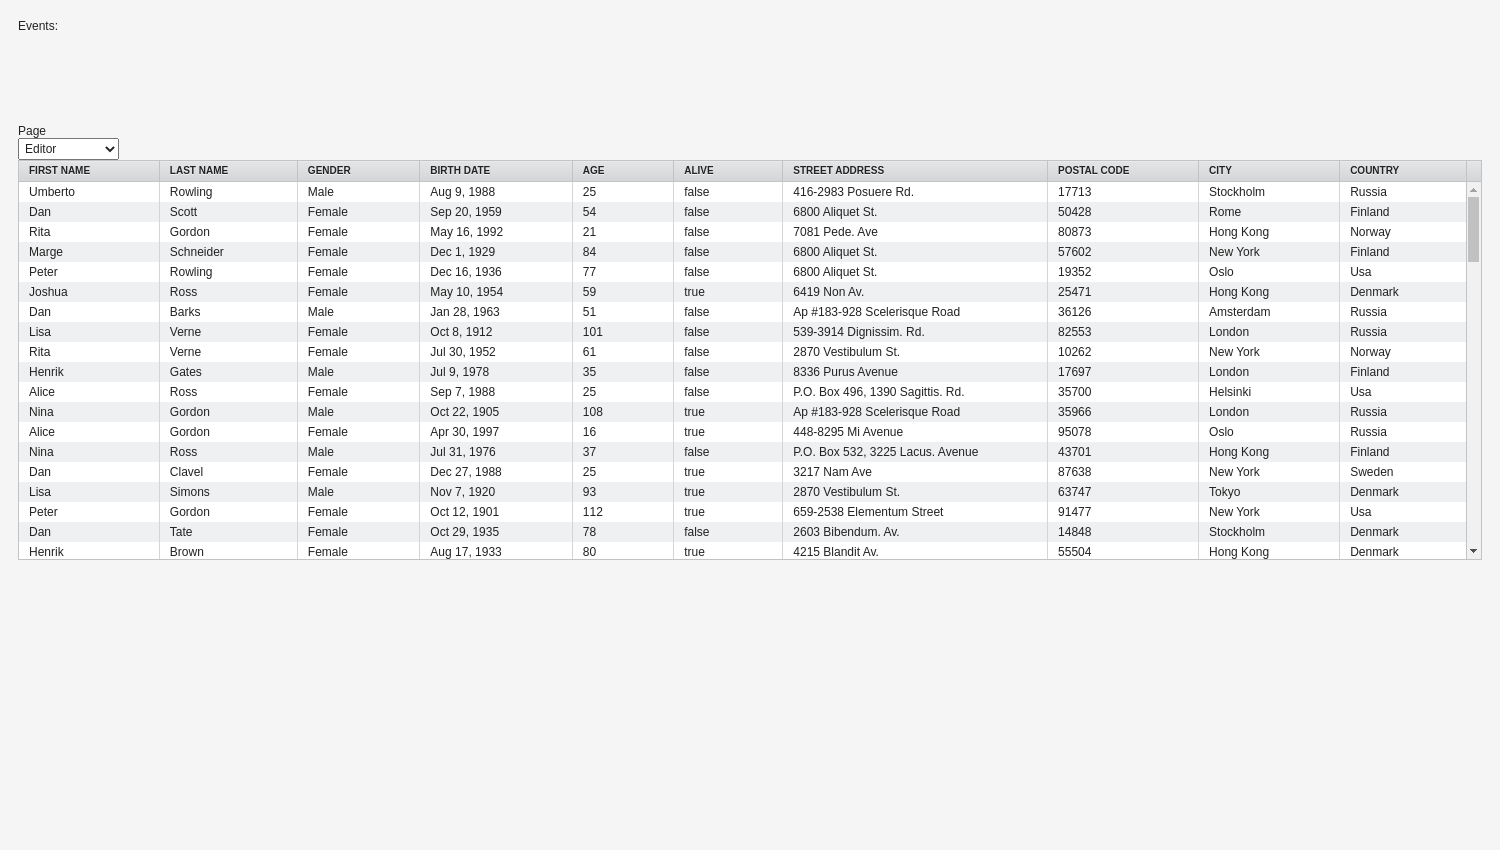 Events:
Page
Editor
FIRST NAME LAST NAME GENDER BIRTH DATE AGE ALIVE STREET ADDRESS POSTAL CODE CITY COUNTRY
Umberto Rowling Male Aug 9, 1988 25 false 416-2983 Posuere Rd. 17713 Stockholm Russia
Dan Scott Female Sep 20, 1959 54 false 6800 Aliquet St. 50428 Rome Finland
Rita Gordon Female May 16, 1992 21 false 7081 Pede. Ave 80873 Hong Kong Norway
Marge Schneider Female Dec 1, 1929 84 false 6800 Aliquet St. 57602 New York Finland
Peter Rowling Female Dec 16, 1936 77 false 6800 Aliquet St. 19352 Oslo Usa
Joshua Ross Female May 10, 1954 59 true 6419 Non Av. 25471 Hong Kong Denmark
Dan Barks Male Jan 28, 1963 51 false Ap #183-928 Scelerisque Road 36126 Amsterdam Russia
Lisa Verne Female Oct 8, 1912 101 false 539-3914 Dignissim. Rd. 82553 London Russia
Rita Verne Female Jul 30, 1952 61 false 2870 Vestibulum St. 10262 New York Norway
Henrik Gates Male Jul 9, 1978 35 false 8336 Purus Avenue 17697 London Finland
Alice Ross Female Sep 7, 1988 25 false P.O. Box 496, 1390 Sagittis. Rd. 35700 Helsinki Usa
Nina Gordon Male Oct 22, 1905 108 true Ap #183-928 Scelerisque Road 35966 London Russia
Alice Gordon Female Apr 30, 1997 16 true 448-8295 Mi Avenue 95078 Oslo Russia
Nina Ross Male Jul 31, 1976 37 false P.O. Box 532, 3225 Lacus. Avenue 43701 Hong Kong Finland
Dan Clavel Female Dec 27, 1988 25 true 3217 Nam Ave 87638 New York Sweden
Lisa Simons Male Nov 7, 1920 93 true 2870 Vestibulum St. 63747 Tokyo Denmark
Peter Gordon Female Oct 12, 1901 112 true 659-2538 Elementum Street 91477 New York Usa
Dan Tate Female Oct 29, 1935 78 false 2603 Bibendum. Av. 14848 Stockholm Denmark
Henrik Brown Female Aug 17, 1933 80 true 4215 Blandit Av. 55504 Hong Kong Denmark